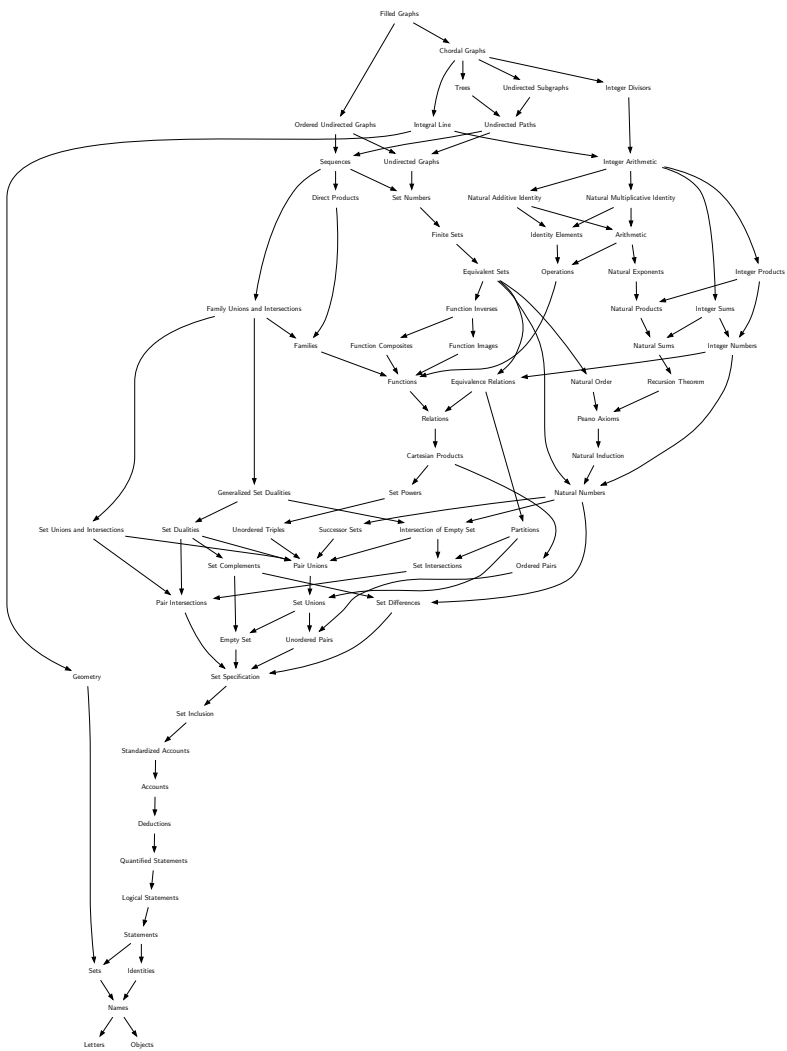 Filled Graphs
Chordal Graphs
Trees
Undirected Subgraphs
Integer Divisors
Ordered Undirected Graphs
Integral Line
Undirected Paths
Sequences
Undirected Graphs
Integer Arithmetic
Direct Products
Set Numbers
Natural Additive Identity
Natural Multiplicative Identity
Finite Sets
Identity Elements
Arithmetic
Equivalent Sets
Operations
Natural Exponents
Integer Products
Family Unions and Intersections
Function Inverses
Natural Products
Integer Sums
Families
Function Composites
Function Images
Natural Sums
Integer Numbers
Functions
Equivalence Relations
Natural Order
Recursion Theorem
Relations
Peano Axioms
Cartesian Products
Natural Induction
Generalized Set Dualities
Set Powers
Natural Numbers
Set Unions and Intersections
Set Dualities
Unordered Triples
Successor Sets
Intersection of Empty Set
Partitions
Set Complements
Pair Unions
Set Intersections
Ordered Pairs
Pair Intersections
Set Unions
Set Differences
Empty Set
Unordered Pairs
Geometry
Set Specification
Set Inclusion
Standardized Accounts
Accounts
Deductions
Quantified Statements
Logical Statements
Statements
Sets
Identities
Names
Letters
Objects